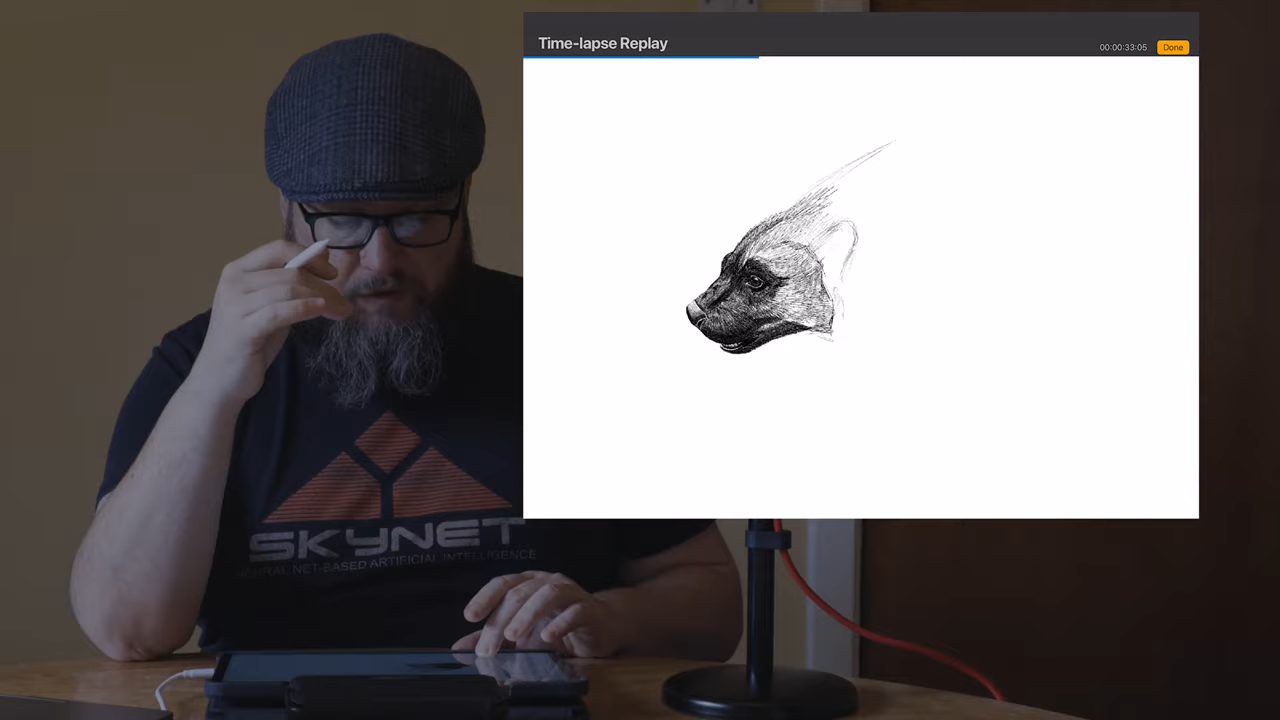 Time-lapse Replay
00:00:33:05
Done
SKYNET
NEURAL NET-BASED ARTIFICIAL INTELLIGENCE